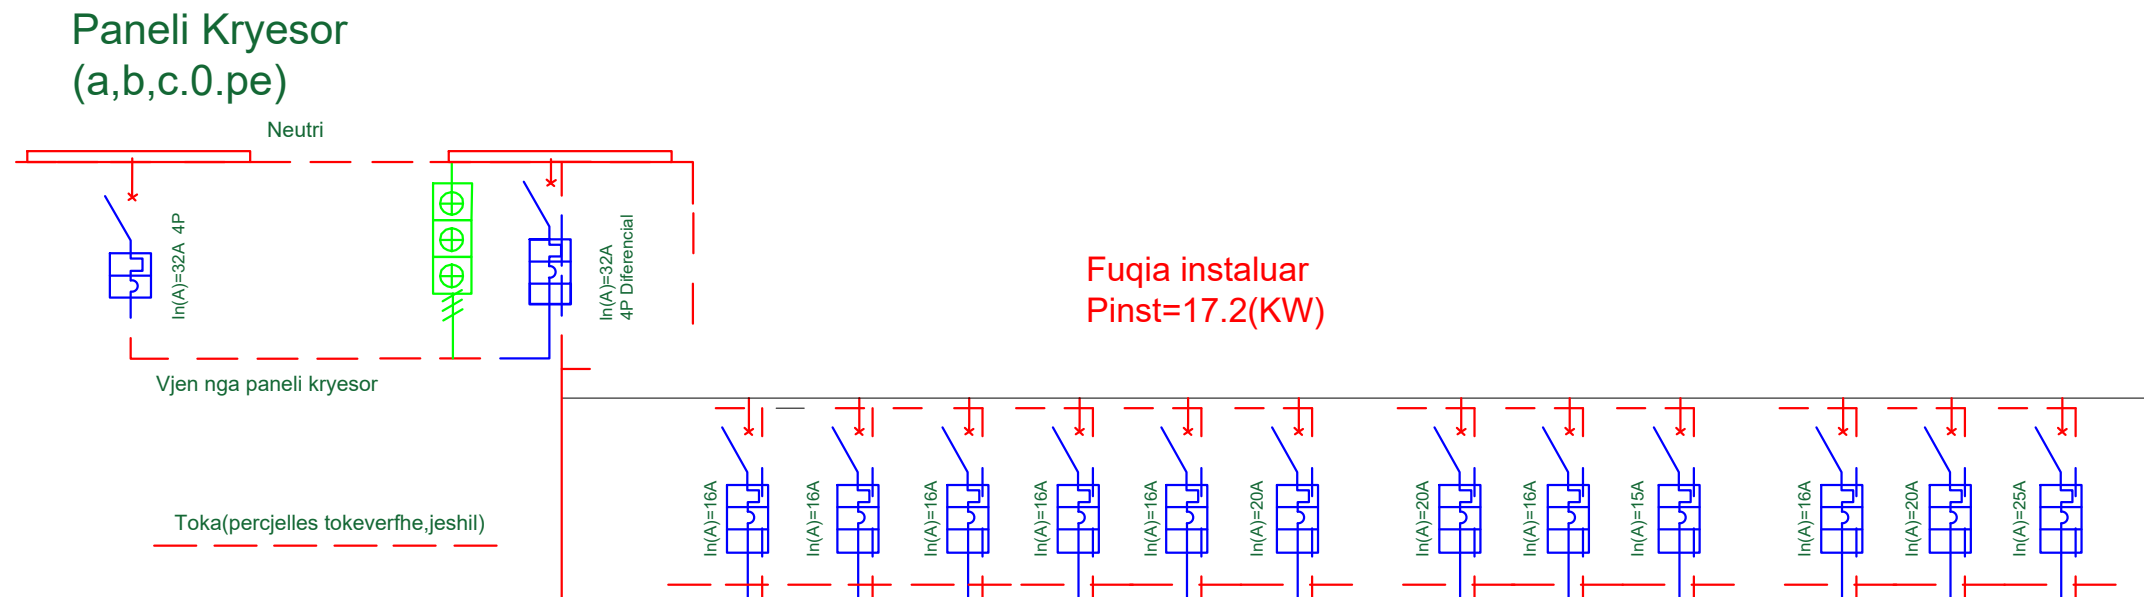 Paneli Kryesor
(a,b,c.0.pe)
Neutri
In(A)=32A 4P
In(A)=32A
4P Diferencial
Vjen nga paneli kryesor
Fuqia instaluar
Pinst=17.2(KW)
Toka(percjelles tokeverfhe,jeshil)
In(A)=16A
In(A)=16A
In(A)=16A
In(A)=16A
In(A)=16A
In(A)=20A
In(A)=20A
In(A)=16A
In(A)=15A
In(A)=16A
In(A)=20A
In(A)=25A